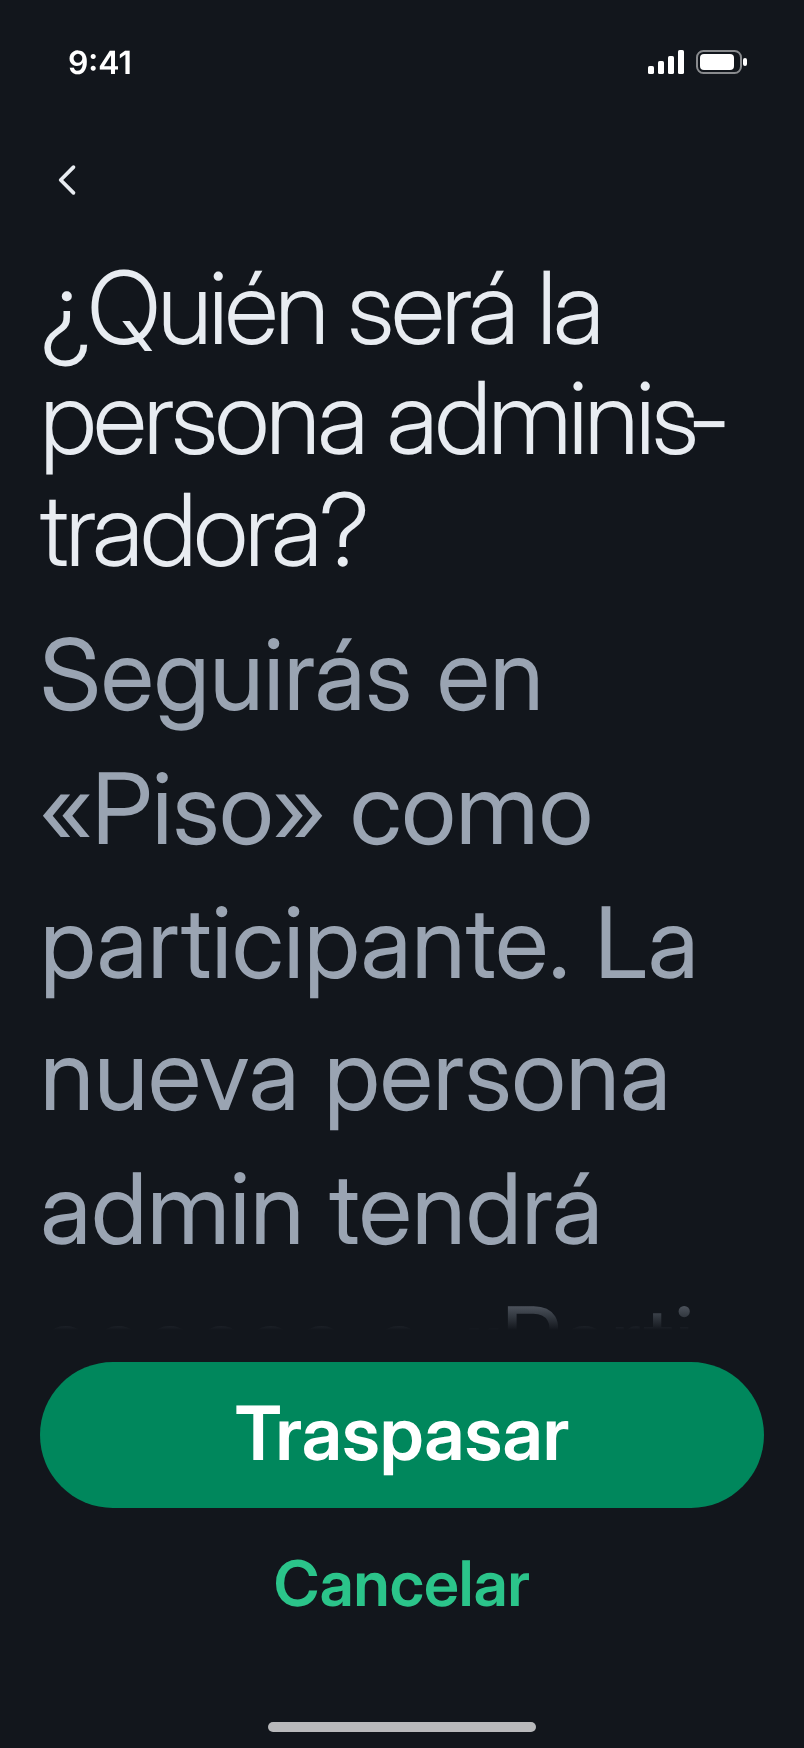 9:41
¿Quién será la
persona adminis-
tradora?
Seguirás en
«Piso» como
participante. La
nueva persona
admin tendrá
Traspasar
Cancelar